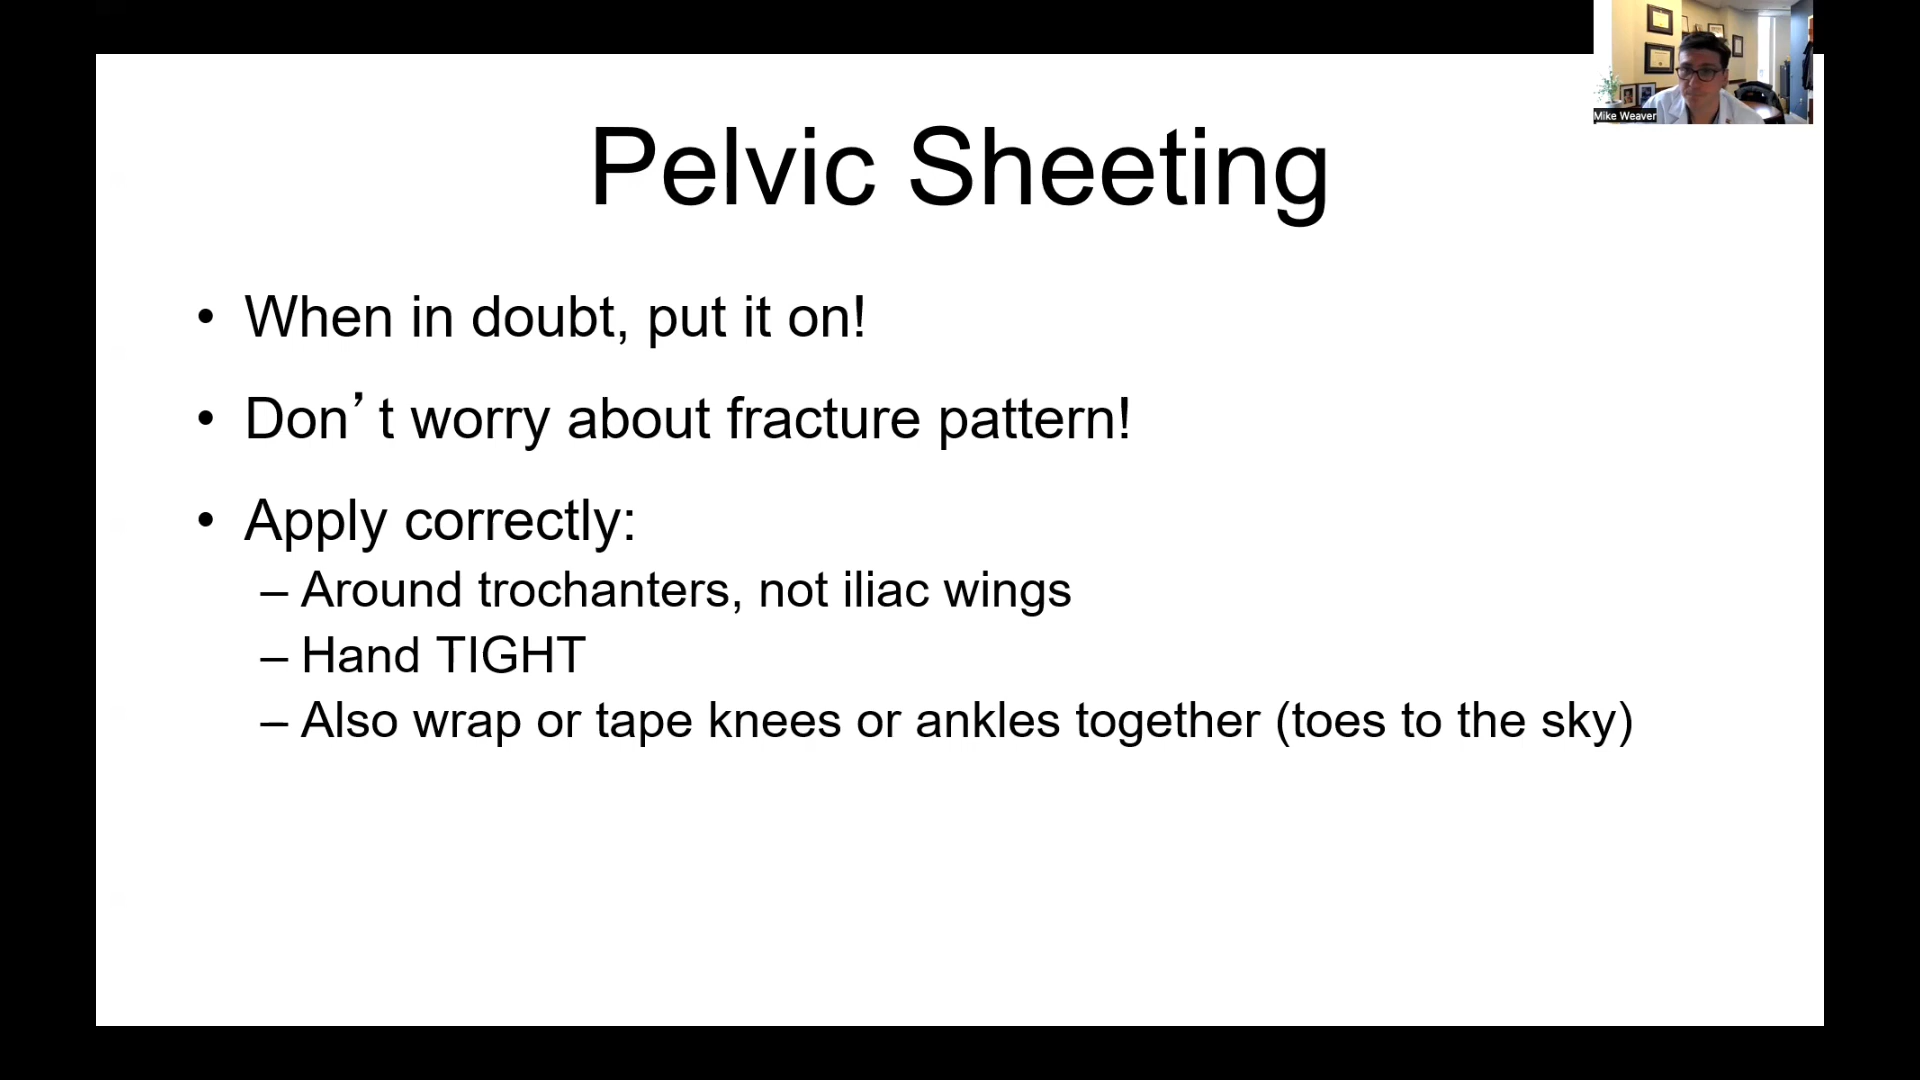 Mike Weaver
Pelvic Sheeting
• When in doubt, put it on!
• Don’t worry about fracture pattern!
• Apply correctly:
– Around trochanters, not iliac wings
– Hand TIGHT
– Also wrap or tape knees or ankles together (toes to the sky)